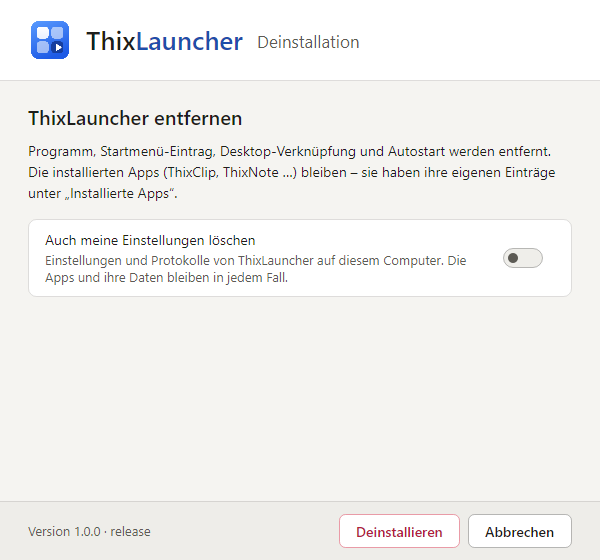 ThixLauncher Deinstallation
ThixLauncher entfernen
Programm, Startmenü-Eintrag, Desktop-Verknüpfung und Autostart werden entfernt.
Die installierten Apps (ThixClip, ThixNote ...) bleiben – sie haben ihre eigenen Einträge
unter „Installierte Apps“.
Auch meine Einstellungen löschen
Einstellungen und Protokolle von ThixLauncher auf diesem Computer. Die
Apps und ihre Daten bleiben in jedem Fall.
Version 1.0.0 · release
Deinstallieren
Abbrechen